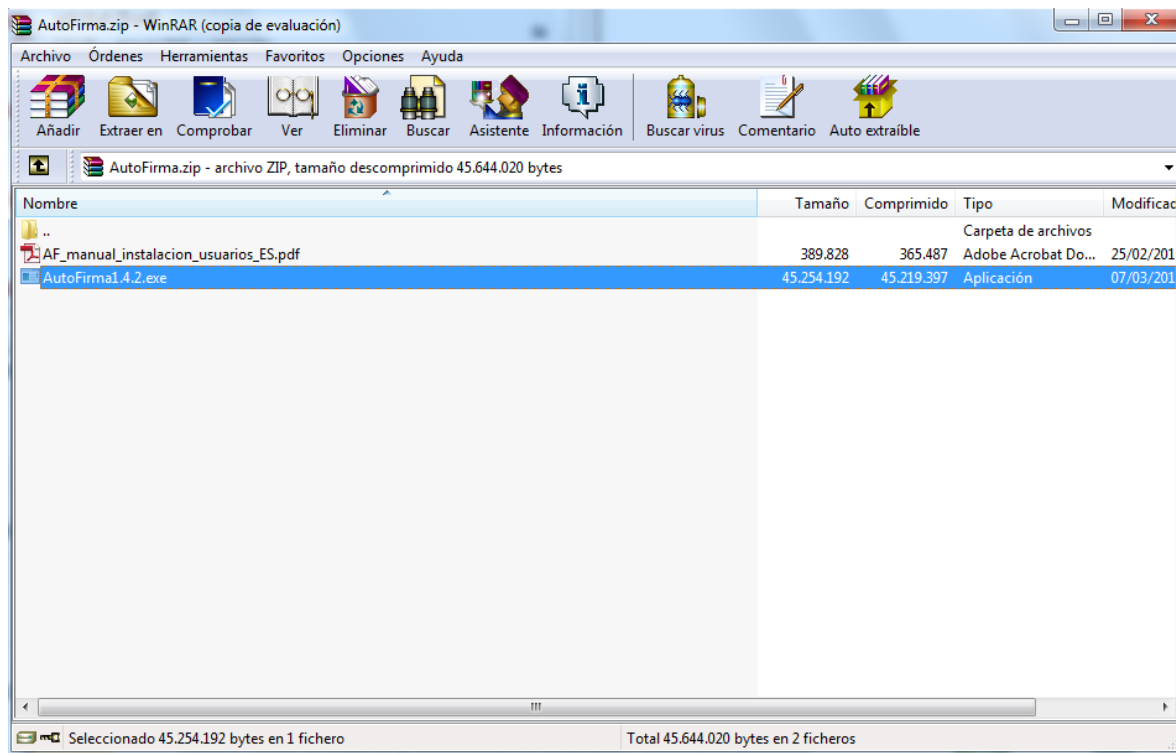 AutoFirma.zip - WinRAR (copia de evaluación)
Archivo Órdenes Herramientas Favoritos Opciones Ayuda
Añadir Extraer en Comprobar Ver Eliminar Buscar Asistente Información Buscar virus Comentario Auto extraíble
AutoFirma.zip - archivo ZIP, tamaño descomprimido 45.644.020 bytes
Nombre Tamaño Comprimido Tipo Modificad
.. Carpeta de archivos
AF_manual_instalacion_usuarios_ES.pdf 389.828 365.487 Adobe Acrobat Do... 25/02/201
AutoFirma1.4.2.exe 45.254.192 45.219.397 Aplicación 07/03/201
Seleccionado 45.254.192 bytes en 1 fichero Total 45.644.020 bytes en 2 ficheros